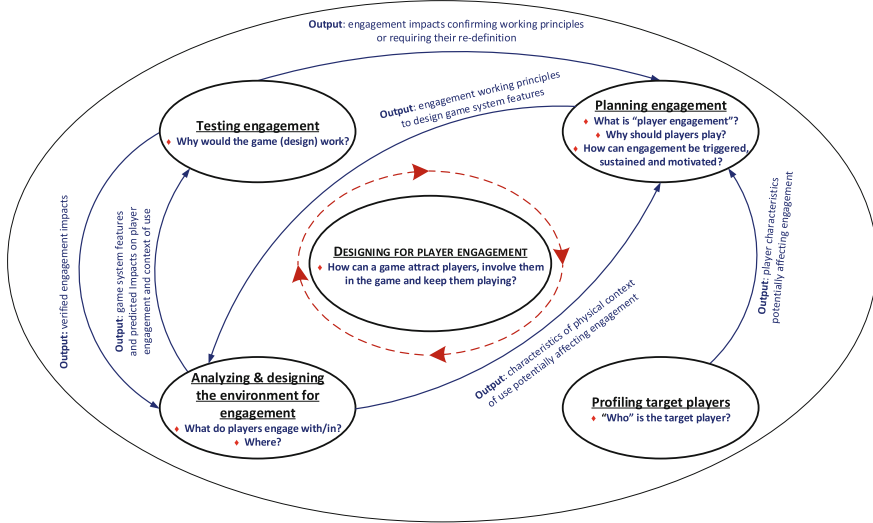 Output: engagement impacts confirming working principles
or requiring their re-definition
Testing engagement
♦ Why would the game (design) work?
Output: engagement working principles
to design game system features
Planning engagement
♦ What is “player engagement”?
♦ Why should players play?
♦ How can engagement be triggered,
sustained and motivated?
Output: verified engagement impacts
Output: game system features
and predicted impacts on player
engagement and context of use
DESIGNING FOR PLAYER ENGAGEMENT
♦ How can a game attract players, involve them
in the game and keep them playing?
Output: player characteristics
potentially affecting engagement
Output: characteristics of physical context
of use potentially affecting engagement
Analyzing & designing
the environment for
engagement
♦ What do players engage with/in?
♦ Where?
Profiling target players
♦ “Who” is the target player?